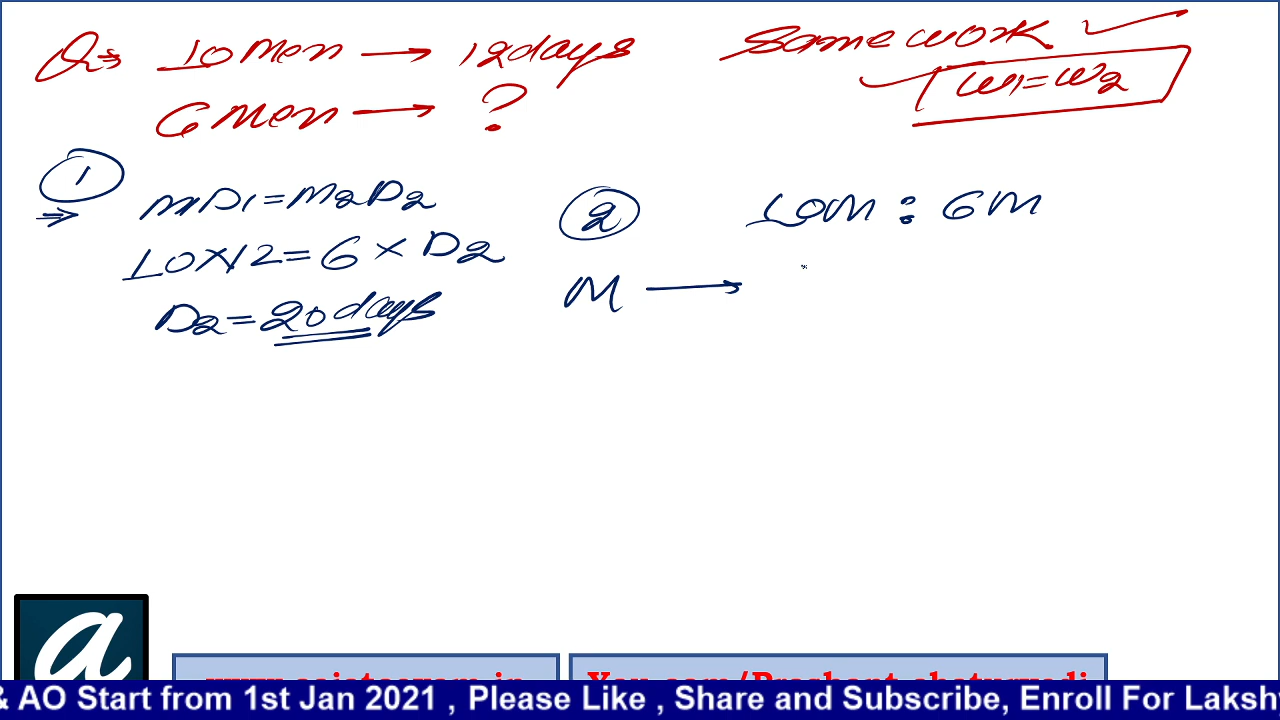 Q⇒ 10 Men → 12 days
Same work ✓
6 Men → ?
✓ W1=W2
①
⇒ M1D1=M2D2
10×12=6×D2
D2=20 days
② 10M : 6M
M →
a
& AO Start from 1st Jan 2021 , Please Like , Share and Subscribe, Enroll For Laksh